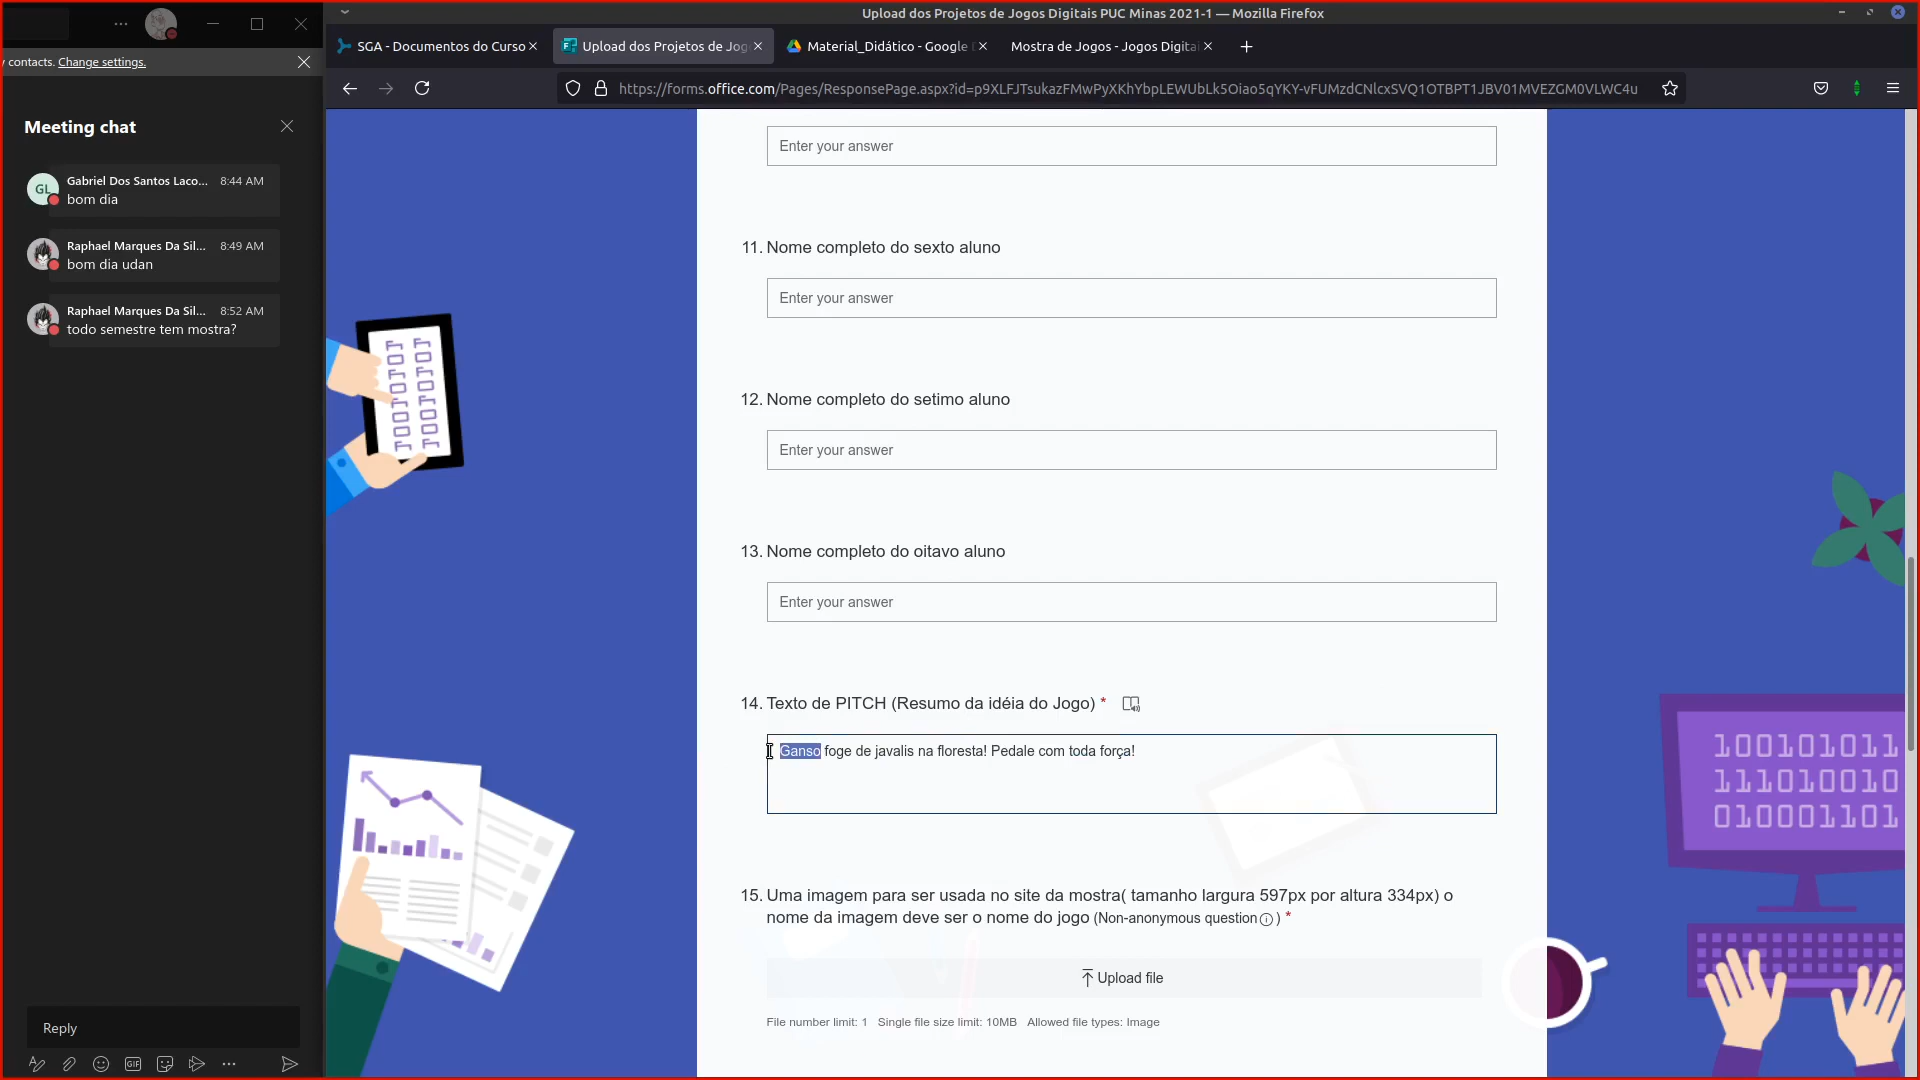 Upload dos Projetos de Jogos Digitais PUC Minas 2021-1 — Mozilla Firefox
SGA - Documentos do Curso
Upload dos Projetos de Jog
Material_Didático - Google
Mostra de Jogos - Jogos Digita
contacts. Change settings.
https://forms.office.com/Pages/ResponsePage.aspx?id=p9XLFJTsukazFMwPyXKhYbpLEWUbLk5Oiao5qYKY-vFUMzdCNlcxSVQ1OTBPT1JBV01MVEZGM0VLWC4u
Meeting chat
GL
Gabriel Dos Santos Laco... 8:44 AM
bom dia
Raphael Marques Da Sil... 8:49 AM
bom dia udan
Raphael Marques Da Sil... 8:52 AM
todo semestre tem mostra?
Reply
GIF
Enter your answer
11. Nome completo do sexto aluno
Enter your answer
12. Nome completo do setimo aluno
Enter your answer
13. Nome completo do oitavo aluno
Enter your answer
14. Texto de PITCH (Resumo da idéia do Jogo) *
Ganso foge de javalis na floresta! Pedale com toda força!
15. Uma imagem para ser usada no site da mostra( tamanho largura 597px por altura 334px) o
nome da imagem deve ser o nome do jogo (Non-anonymous question ) *
Upload file
File number limit: 1 Single file size limit: 10MB Allowed file types: Image
100101011
111010010
010001101